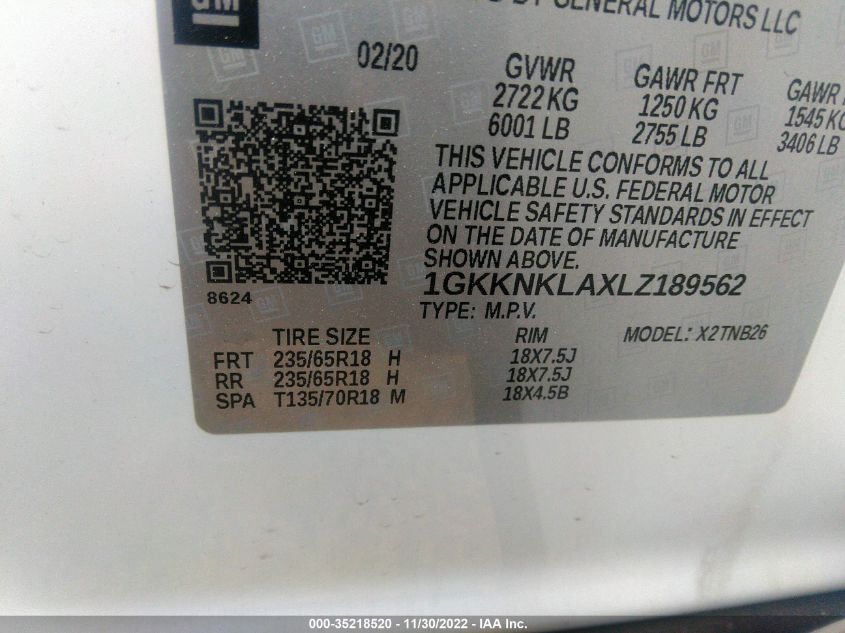 GM
BY GENERAL MOTORS LLC
02/20
GVWR GAWR FRT GAWR
2722 KG 1250 KG 1545 KG
6001 LB 2755 LB 3406 LB
THIS VEHICLE CONFORMS TO ALL
APPLICABLE U.S. FEDERAL MOTOR
VEHICLE SAFETY STANDARDS IN EFFECT
ON THE DATE OF MANUFACTURE
SHOWN ABOVE.
8624 1GKKNKLAXLZ189562
TYPE: M.P.V.
TIRE SIZE RIM MODEL: X2TNB26
FRT 235/65R18 H 18X7.5J
RR 235/65R18 H 18X7.5J
SPA T135/70R18 M 18X4.5B
000-35218520 - 11/30/2022 - IAA Inc.